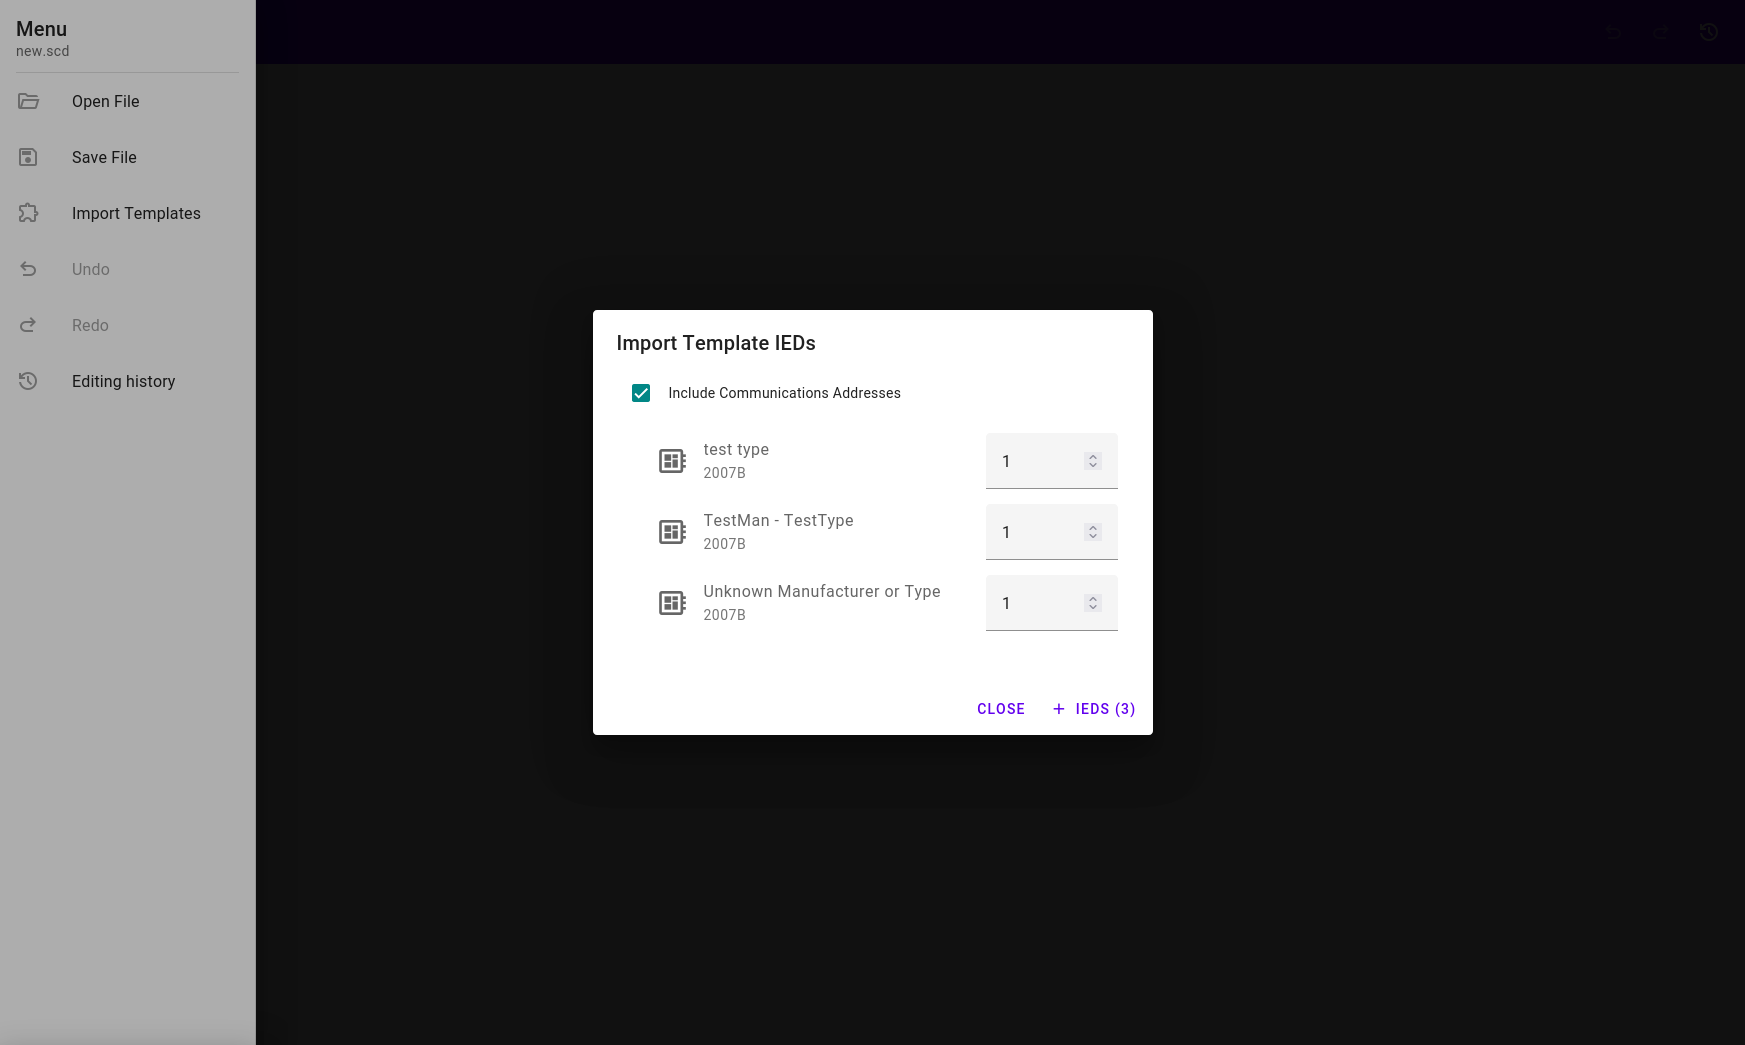 Menu
new.scd
Open File
Save File
Import Templates
Undo
Redo
Editing history
Import Template IEDs
Include Communications Addresses
test type
2007B
1
TestMan - TestType
2007B
1
Unknown Manufacturer or Type
2007B
1
CLOSE
IEDS (3)